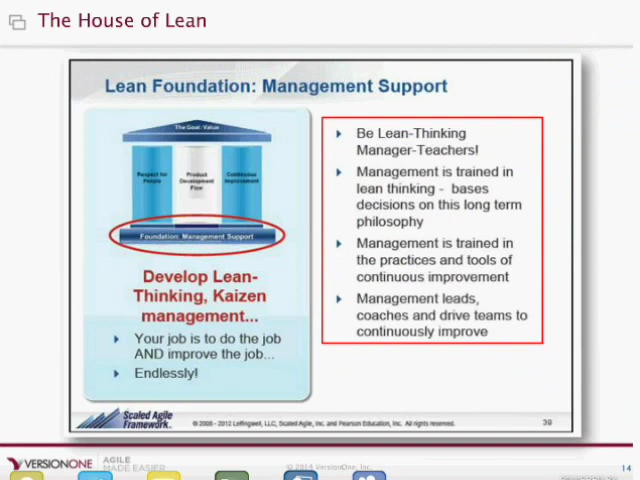 The House of Lean
Lean Foundation: Management Support
The Goal: Value
Respect for
People
Product
Development
Flow
Continuous
Improvement
Foundation: Management Support
Develop Lean-
Thinking, Kaizen
management...
Your job is to do the job
AND improve the job...
Endlessly!
Be Lean-Thinking
Manager-Teachers!
Management is trained in
lean thinking - bases
decisions on this long term
philosophy
Management is trained in
the practices and tools of
continuous improvement
Management leads,
coaches and drive teams to
continuously improve
Scaled Agile
Framework.
© 2008 - 2012 Leffingwell, LLC, Scaled Agile, Inc. and Pearson Education, Inc. All rights reserved.
39
VERSIONONE
AGILE
MADE EASIER
© 2014 VersionOne, Inc.
14